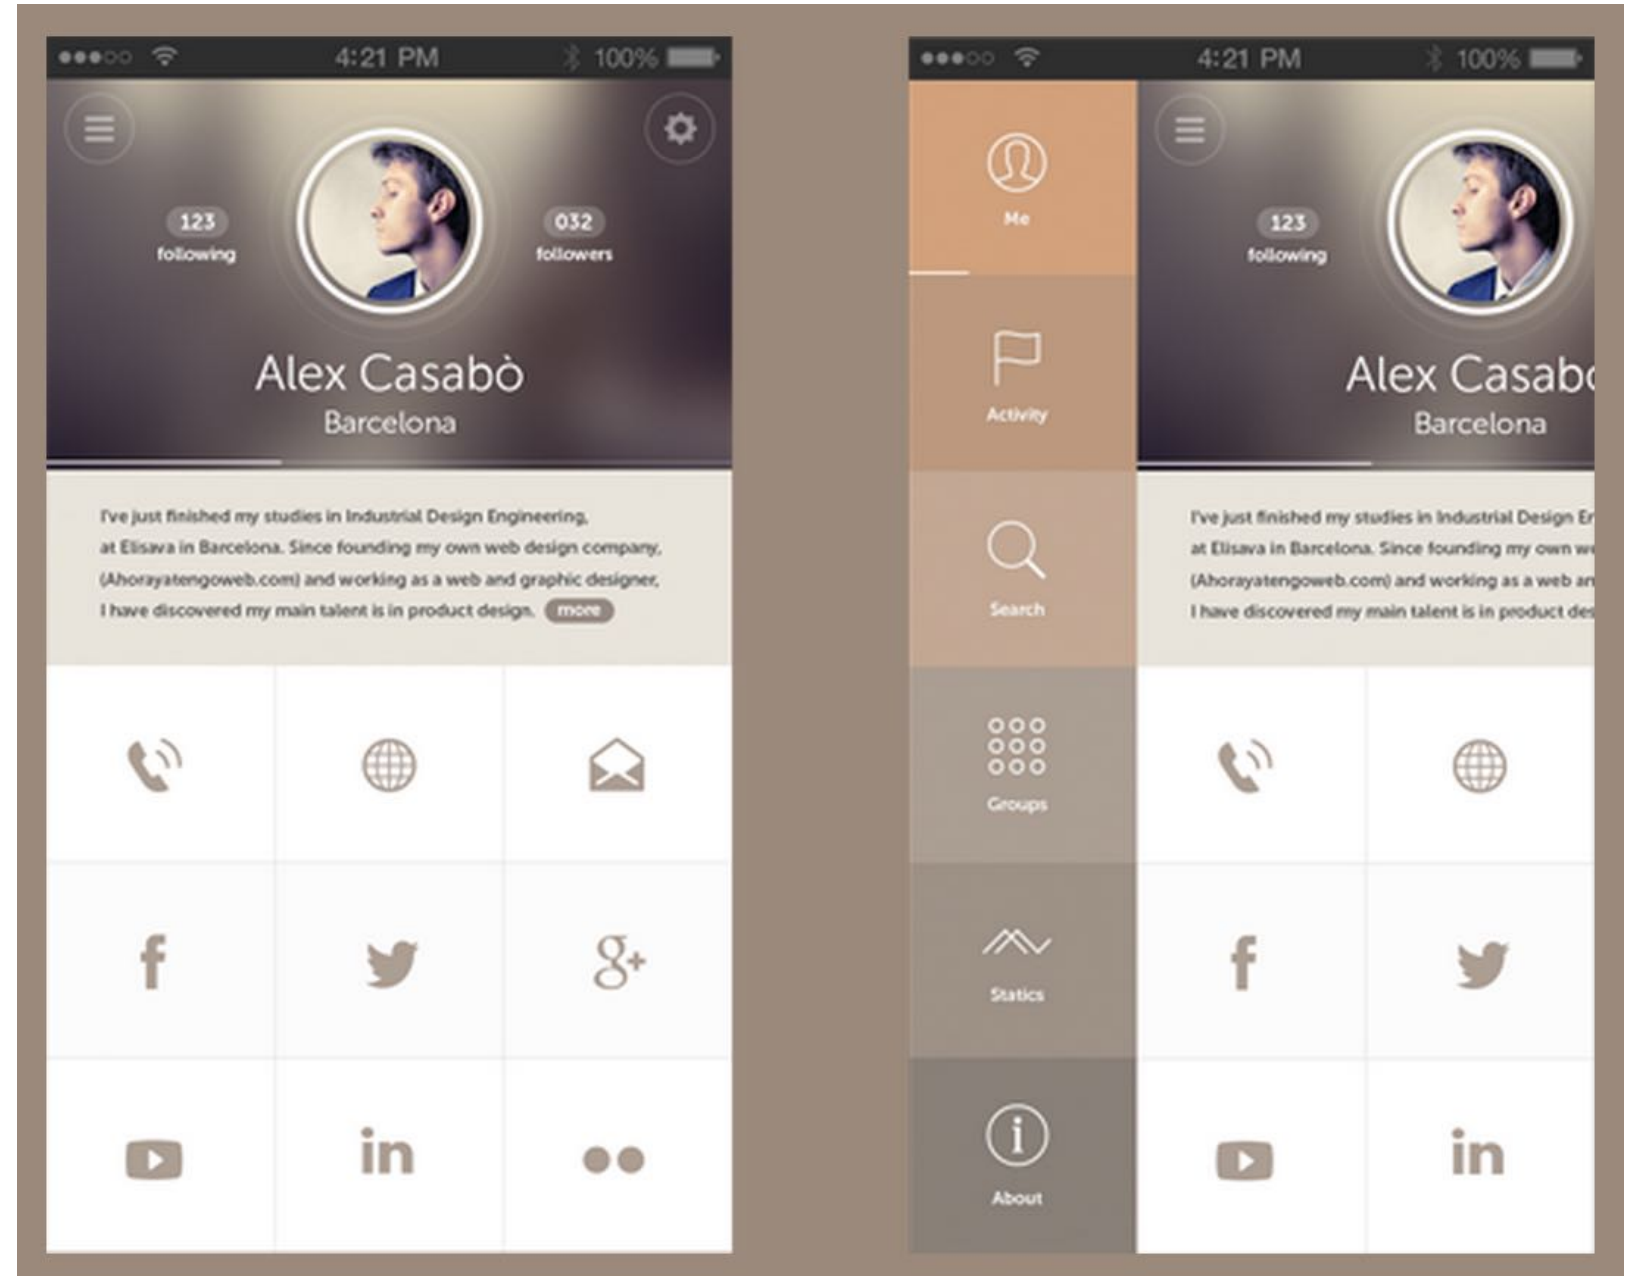 4:21 PM
100%
123
following
032
followers
Alex Casabò
Barcelona
I've just finished my studies in Industrial Design Engineering,
at Elisava in Barcelona. Since founding my own web design company,
(Ahorayatengoweb.com) and working as a web and graphic designer,
I have discovered my main talent is in product design. more
f
g+
in
4:21 PM
100%
Me
Activity
Search
Groups
Statics
About
123
following
Alex Casabò
Barcelona
I've just finished my studies in Industrial Design Er
at Elisava in Barcelona. Since founding my own we
(Ahorayatengoweb.com) and working as a web an
I have discovered my main talent is in product des
f
in